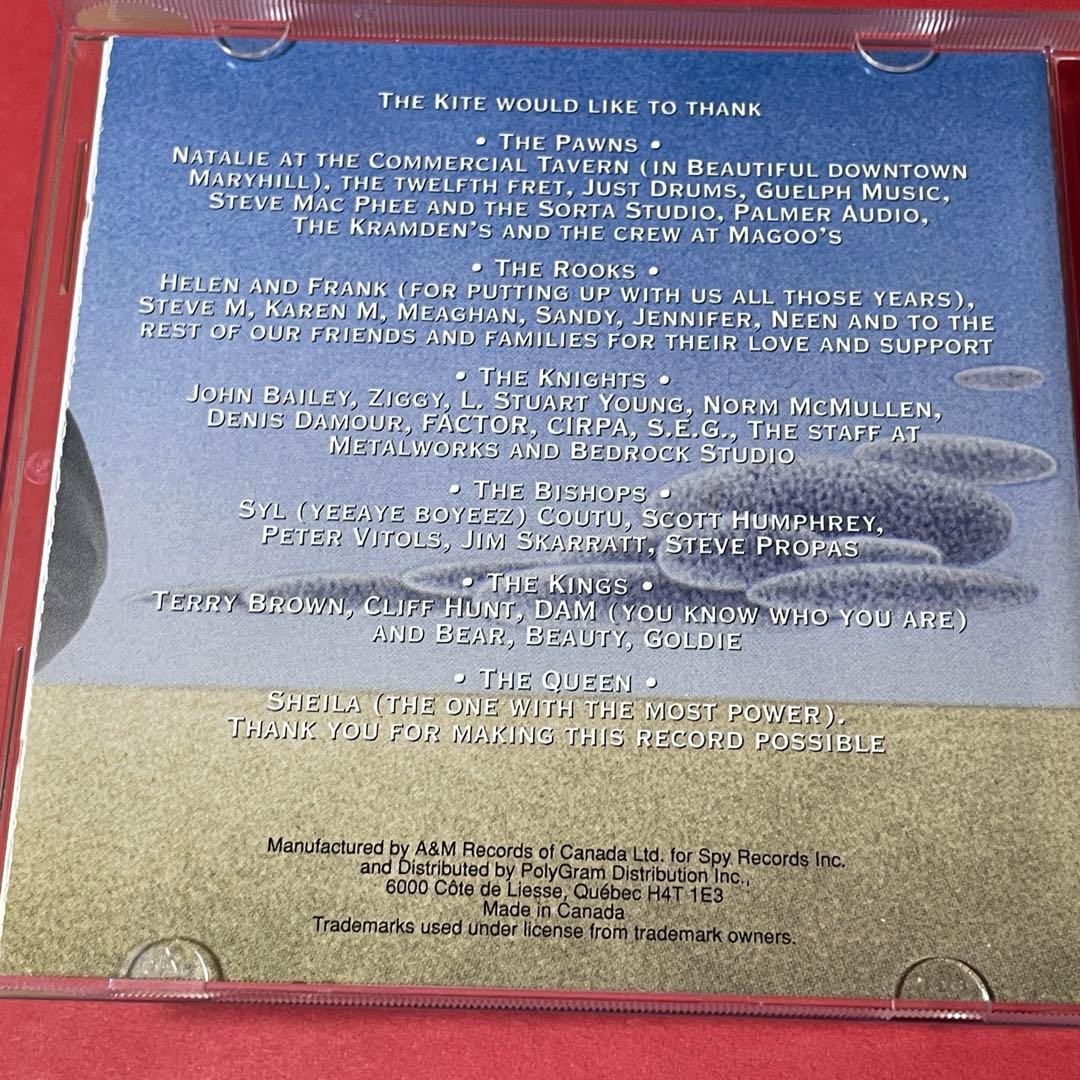 The Kite would like to thank
• The Pawns •
Natalie at the Commercial Tavern (in Beautiful downtown
Maryhill), the twelfth fret, Just Drums, Guelph Music,
Steve Mac Phee and the Sorta Studio, Palmer Audio,
The Kramden's and the crew at Magoo's
• The Rooks •
Helen and Frank (for putting up with us all those years),
Steve M, Karen M, Meaghan, Sandy, Jennifer, Neen and to the
rest of our friends and families for their love and support
• The Knights •
John Bailey, Ziggy, L. Stuart Young, Norm McMullen,
Denis Damour, FACTOR, CIRPA, S.E.G., The staff at
Metalworks and Bedrock Studio
• The Bishops •
Syl (yeeaye boyeez) Coutu, Scott Humphrey,
Peter Vitols, Jim Skarratt, Steve Propas
• The Kings •
Terry Brown, Cliff Hunt, DAM (you know who you are)
and Bear, Beauty, Goldie
• The Queen •
Sheila (the one with the most power).
Thank you for making this record possible
Manufactured by A&M Records of Canada Ltd. for Spy Records Inc.
and Distributed by PolyGram Distribution Inc.,
6000 Côte de Liesse, Québec H4T 1E3
Made in Canada
Trademarks used under license from trademark owners.